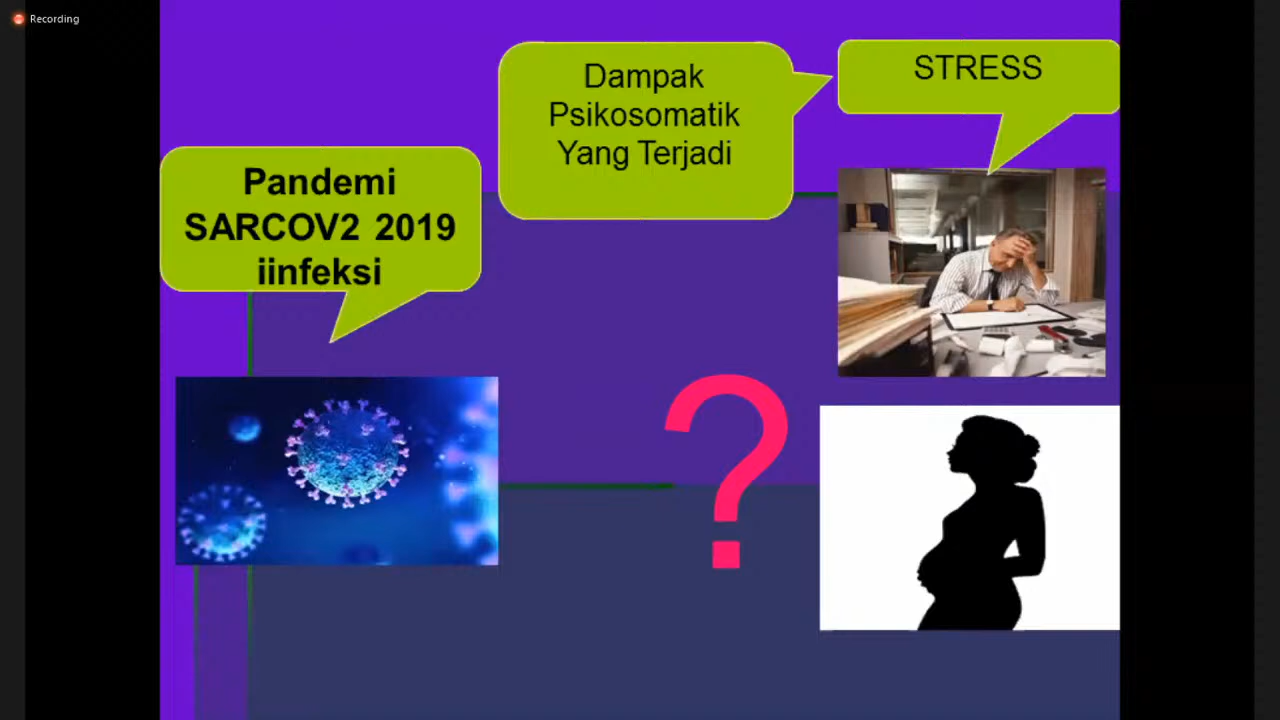 Recording
Dampak
Psikosomatik
Yang Terjadi
STRESS
Pandemi
SARCOV2 2019
iinfeksi
?